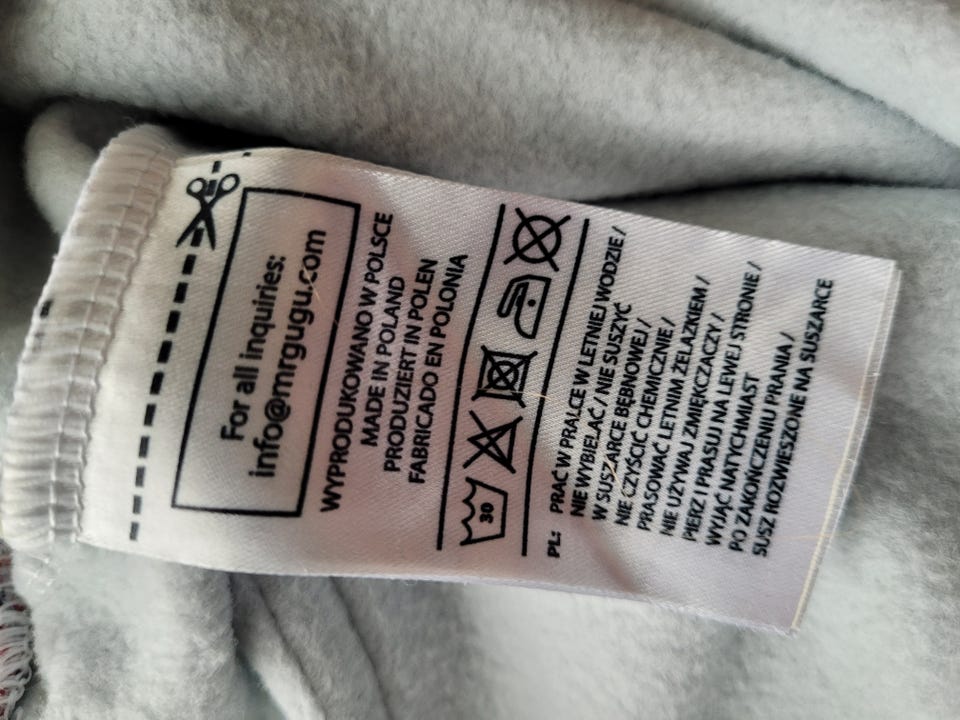 For all inquiries:
info@mrgugu.com
WYPRODUKOWANO W POLSCE
MADE IN POLAND
PRODUZIERT IN POLEN
FABRICADO EN POLONIA
30
PL: PRAĆ W PRALCE W LETNIEJ WODZIE /
NIE WYBIELAĆ / NIE SUSZYĆ
W SUSZARCE BĘBNOWEJ /
NIE CZYŚCIĆ CHEMICZNIE /
PRASOWAĆ LETNIM ŻELAZKIEM /
NIE UŻYWAJ ZMIĘKRCZACZY /
PIERZ I PRASUJ NA LEWEJ STRONIE /
WYJĄĆ NATYCHMIAST
PO ZAKOŃCZENIU PRANIA /
SUSZ ROZWIESZONE NA SUSZARCE